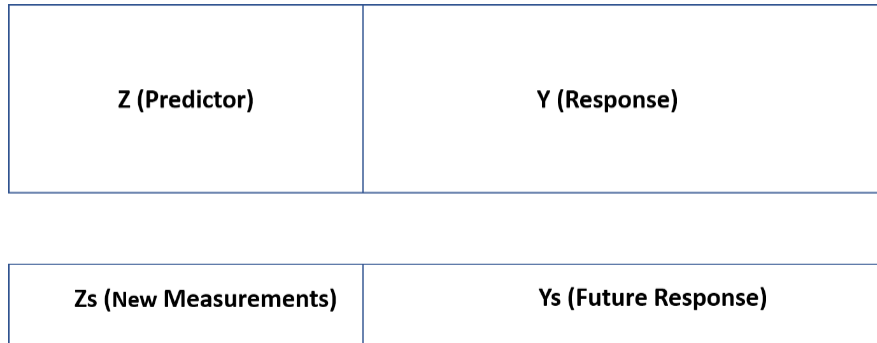 Z (Predictor)
Y (Response)
Zs (New Measurements)
Ys (Future Response)